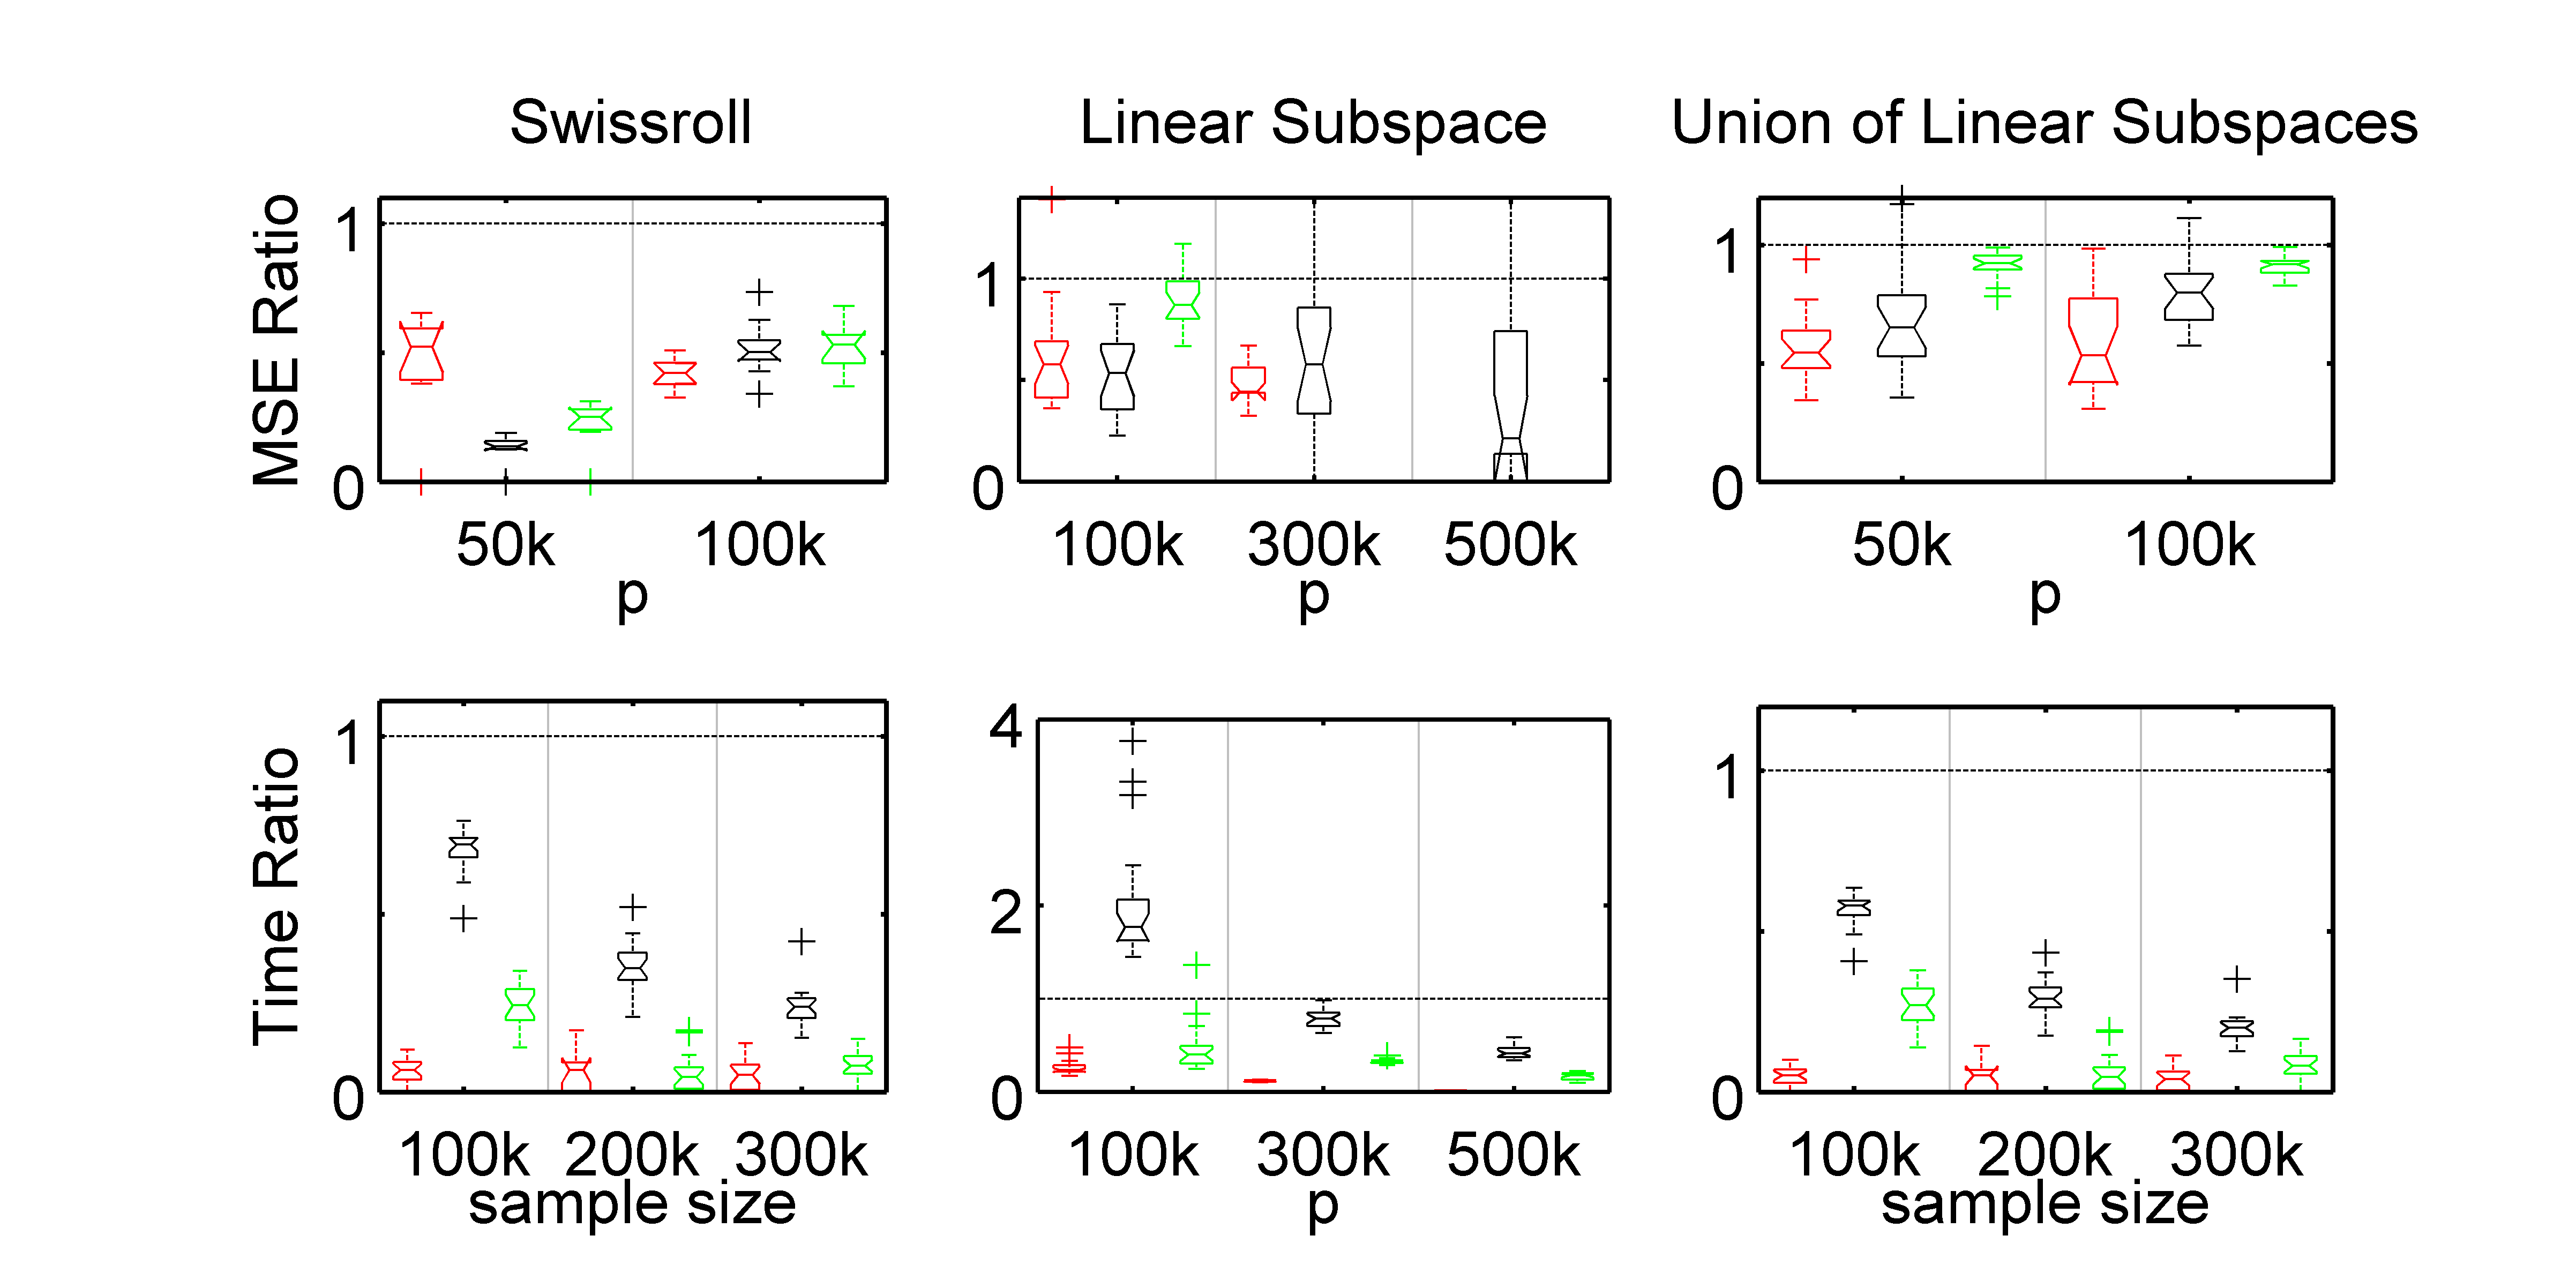 Swissroll
Linear Subspace
Union of Linear Subspaces
MSE Ratio
1
0
50k
100k
p
1
0
100k
300k
500k
p
1
0
50k
100k
p
Time Ratio
1
0
100k
200k
300k
sample size
4
2
0
100k
300k
500k
p
1
0
100k
200k
300k
sample size